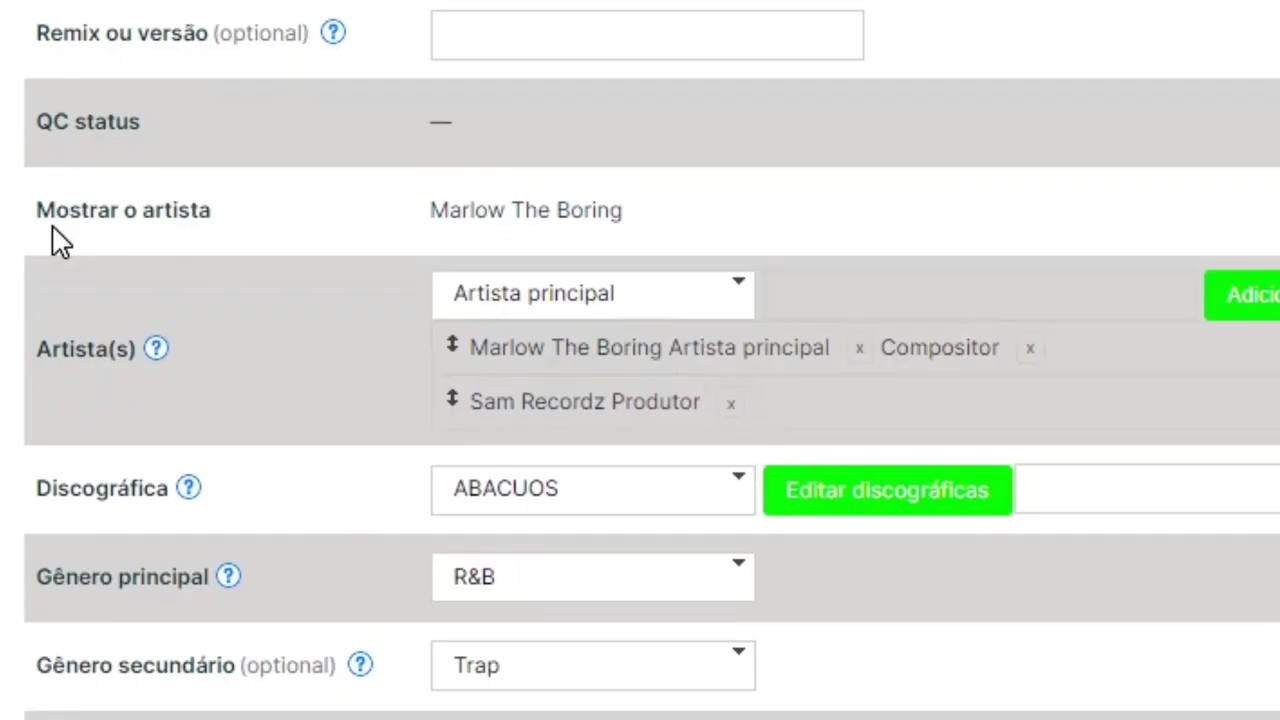 Remix ou versão (optional) ?
QC status —
Mostrar o artista Marlow The Boring
Artista principal
Artista(s) ?
Marlow The Boring Artista principal x Compositor x
Sam Recordz Produtor x
Discográfica ? ABACUOS Editar discográficas
Gênero principal ? R&B
Gênero secundário (optional) ? Trap